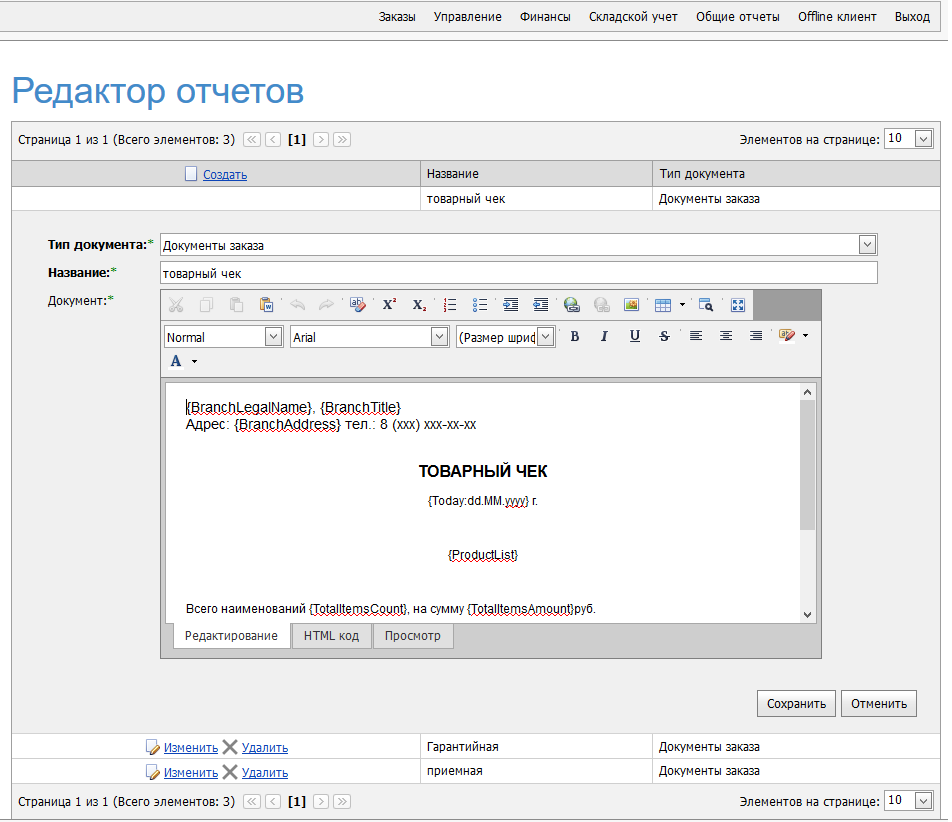 Заказы Управление Финансы Складской учет Общие отчеты Offline клиент Выход
Редактор отчетов
Страница 1 из 1 (Всего элементов: 3) [1] Элементов на странице: 10
Создать Название Тип документа
товарный чек Документы заказа
Тип документа:* Документы заказа
Название:* товарный чек
Документ:*
Normal Arial (Размер шриф B I U S
A
{BranchLegalName}, {BranchTitle}
Адрес: {BranchAddress} тел.: 8 (xxx) xxx-xx-xx
ТОВАРНЫЙ ЧЕК
{Today:dd.MM.yyyy} г.
{ProductList}
Всего наименований {TotalItemsCount}, на сумму {TotalItemsAmount}руб.
Редактирование HTML код Просмотр
Сохранить Отменить
Изменить Удалить Гарантийная Документы заказа
Изменить Удалить приемная Документы заказа
Страница 1 из 1 (Всего элементов: 3) [1] Элементов на странице: 10